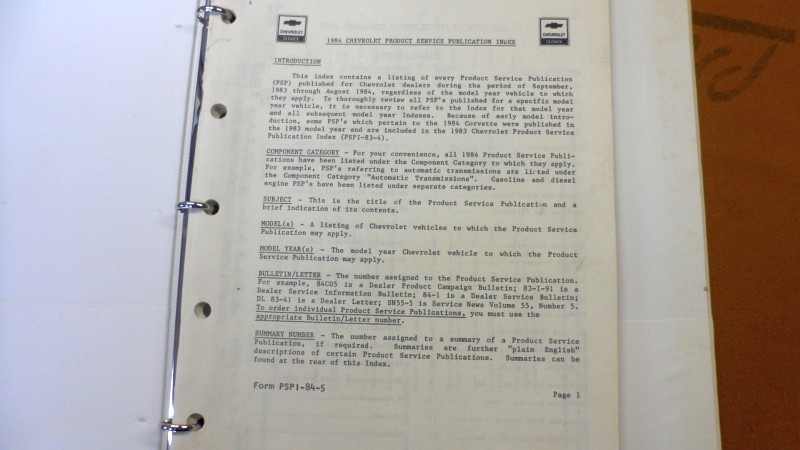 CHEVROLET
SERVICE
CHEVROLET
SERVICE
1984 CHEVROLET PRODUCT SERVICE PUBLICATION INDEX
INTRODUCTION
This index contains a listing of every Product Service Publication
(PSP) published for Chevrolet dealers during the period of September,
1983 through August 1984, regardless of the model year vehicle to which
they apply. To thoroughly review all PSP's published for a specific model
year vehicle, it is necessary to refer to the Index for that model year
and all subsequent model year Indexes. Because of early model intro-
duction, some PSP's which pertain to the 1984 Corvette were published in
the 1983 model year and are included in the 1983 Chevrolet Product Service
Publication Index (PSPI-83-4).
COMPONENT CATEGORY - For your convenience, all 1984 Product Service Publi-
cations have been listed under the Component Category to which they apply.
For example, PSP's referring to automatic transmissions are listed under
the Component Category "Automatic Transmissions". Gasoline and diesel
engine PSP's have been listed under separate categories.
SUBJECT - This is the title of the Product Service Publication and a
brief indication of its contents.
MODEL(s) - A listing of Chevrolet vehicles to which the Product Service
Publication may apply.
MODEL YEAR(s) - The model year Chevrolet vehicle to which the Product
Service Publication may apply.
BULLETIN/LETTER - The number assigned to the Product Service Publication.
For example, 84C05 is a Dealer Product Campaign Bulletin; 83-I-91 is a
Dealer Service Information Bulletin; 84-1 is a Dealer Service Bulletin;
DL 83-41 is a Dealer Letter; SN55-5 is Service News Volume 55, Number 5.
To order individual Product Service Publications, you must use the
appropriate Bulletin/Letter number.
SUMMARY NUMBER - The number assigned to a summary of a Product Service
Publication, if required. Summaries are further "plain English"
descriptions of certain Product Service Publications. Summaries can be
found at the rear of this Index.
Form PSPI-84-5
Page 1